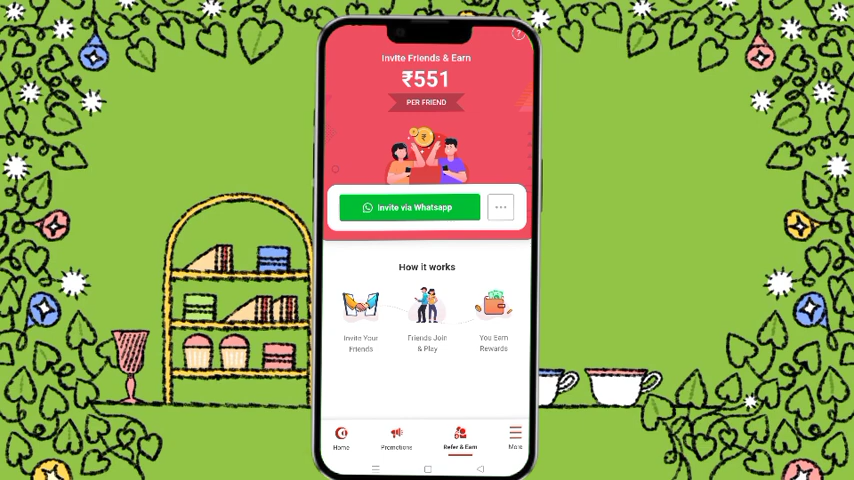 Invite Friends & Earn
₹551
PER FRIEND
Invite via Whatsapp
How it works
Invite Your
Friends
Friends Join
& Play
You Earn
Rewards
Home
Promotions
Refer & Earn
More